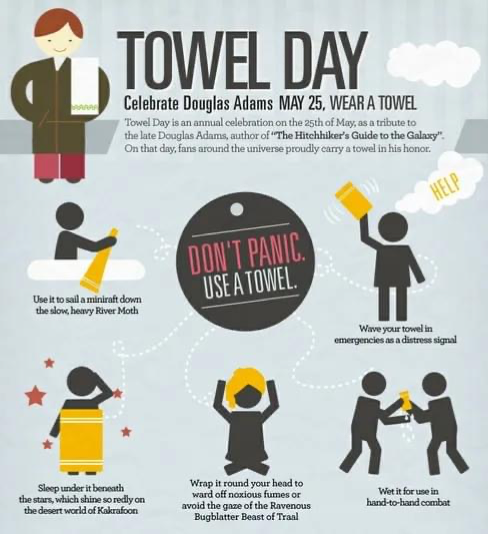 TOWEL DAY
Celebrate Douglas Adams MAY 25, WEAR A TOWEL
Towel Day is an annual celebration on the 25th of May, as a tribute to
the late Douglas Adams, author of "The Hitchhiker's Guide to the Galaxy".
On that day, fans around the universe proudly carry a towel in his honor.
HELP
DON'T PANIC.
USE A TOWEL.
Use it to sail a miniraft down
the slow, heavy River Moth
Wave your towel in
emergencies as a distress signal
Sleep under it beneath
the stars, which shine so redly on
the desert world of Kakrafoon
Wrap it round your head to
ward off noxious fumes or
avoid the gaze of the Ravenous
Bugblatter Beast of Traal
Wet it for use in
hand-to-hand combat